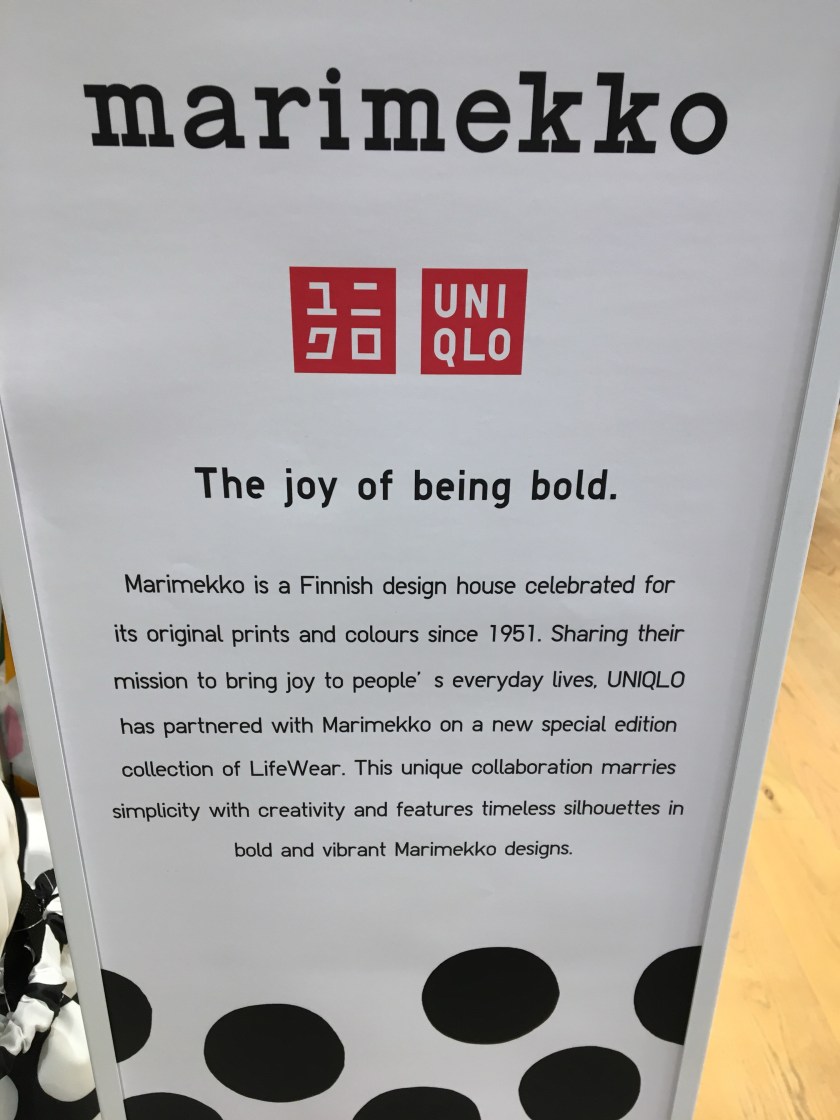 marimekko
ユニ UNI
クロ QLO
The joy of being bold.
Marimekko is a Finnish design house celebrated for
its original prints and colours since 1951. Sharing their
mission to bring joy to people' s everyday lives, UNIQLO
has partnered with Marimekko on a new special edition
collection of LifeWear. This unique collaboration marries
simplicity with creativity and features timeless silhouettes in
bold and vibrant Marimekko designs.